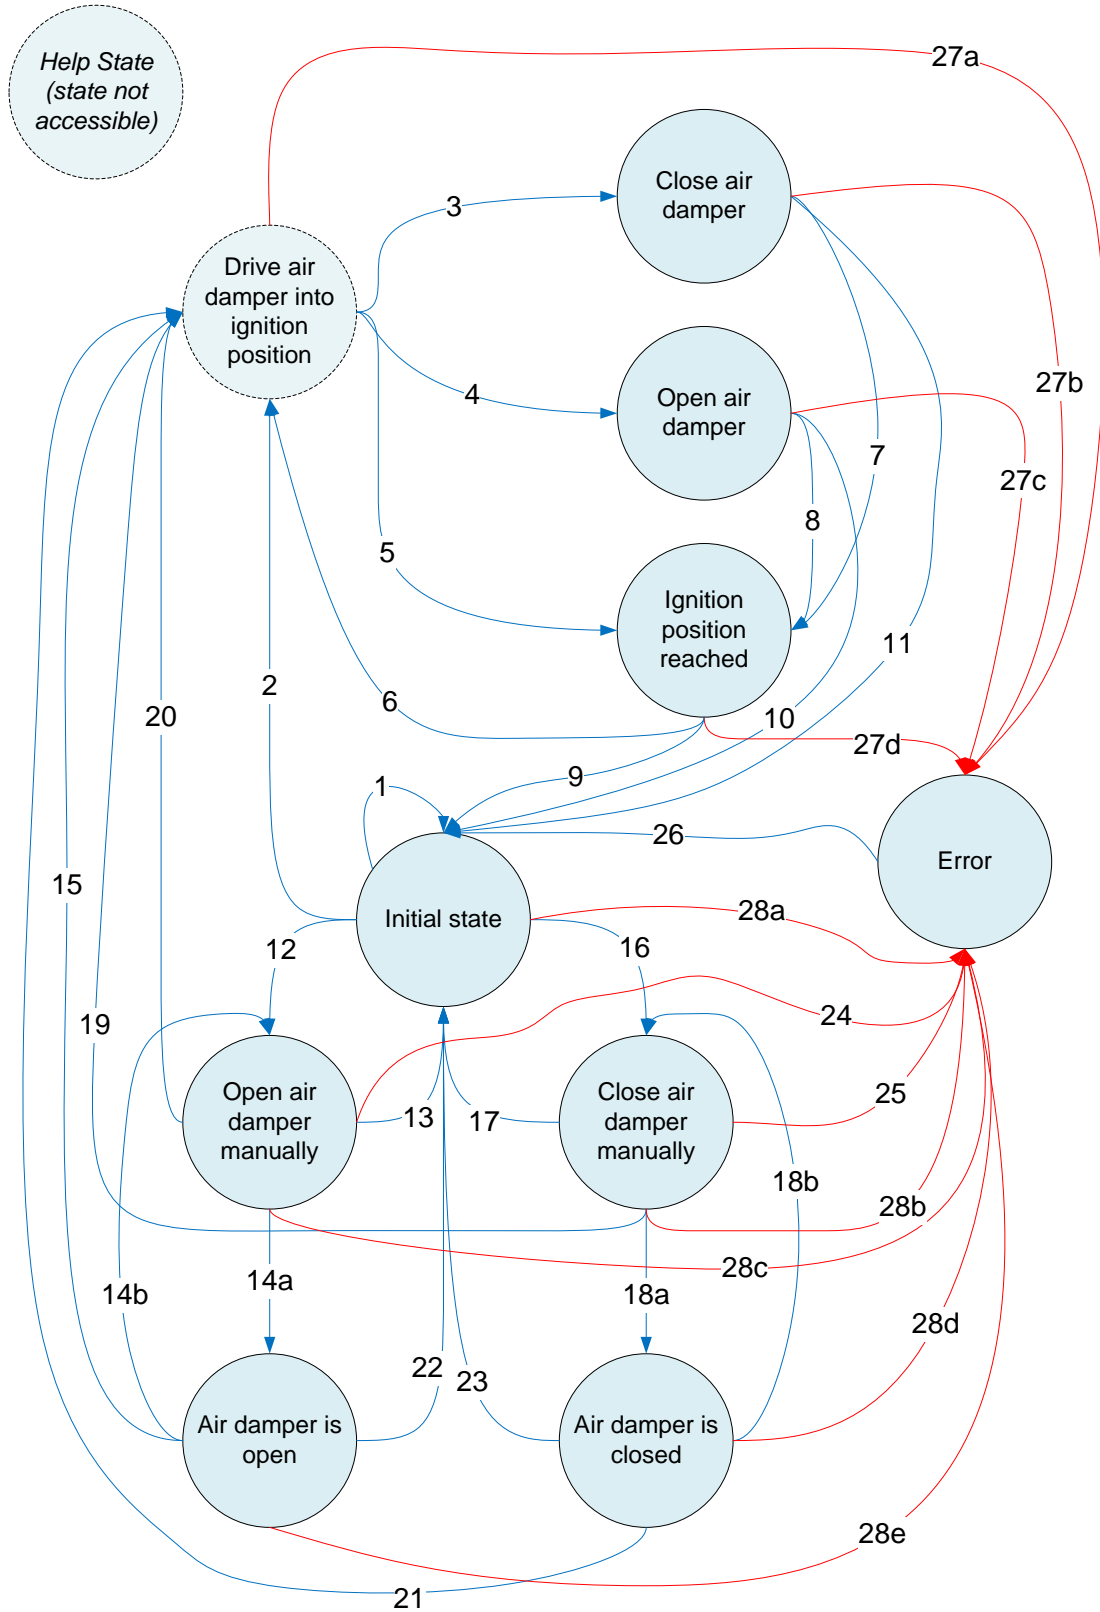 Help State
(state not
accessible)
27a
Close air
damper
3
Drive air
damper into
ignition
position
27b
4
Open air
damper
7
27c
8
5
Ignition
position
reached
11
2
6
20
10
27d
9
1
26
Error
15
28a
Initial state
12
16
19
24
Open air
damper
manually
13
17
Close air
damper
manually
25
18b
28b
28c
14b
14a
18a
28d
22
23
Air damper is
open
Air damper is
closed
28e
21